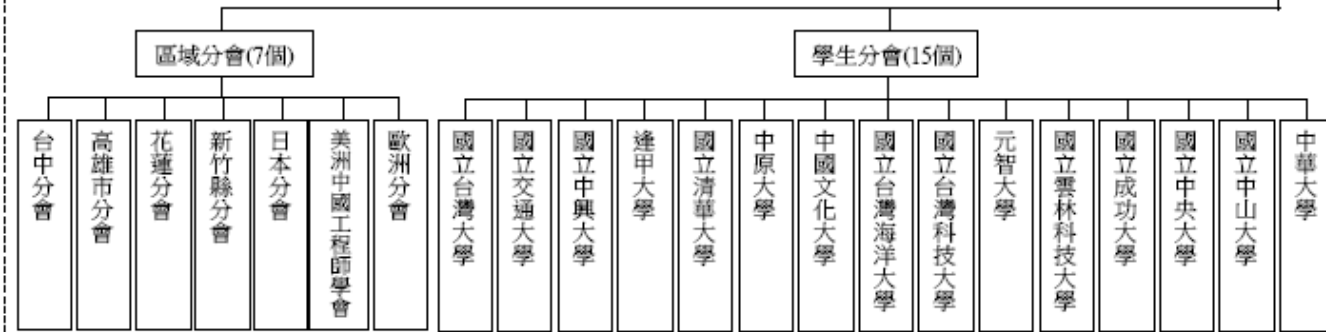 區域分會(7個)
學生分會(15個)
台中分會
高雄市分會
花蓮分會
新竹縣分會
日本分會
美洲中國工程師學會
歐洲分會
國立台灣大學
國立交通大學
國立中興大學
逢甲大學
國立清華大學
中原大學
中國文化大學
國立台灣海洋大學
國立台灣科技大學
元智大學
國立雲林科技大學
國立成功大學
國立中央大學
國立中山大學
中華大學